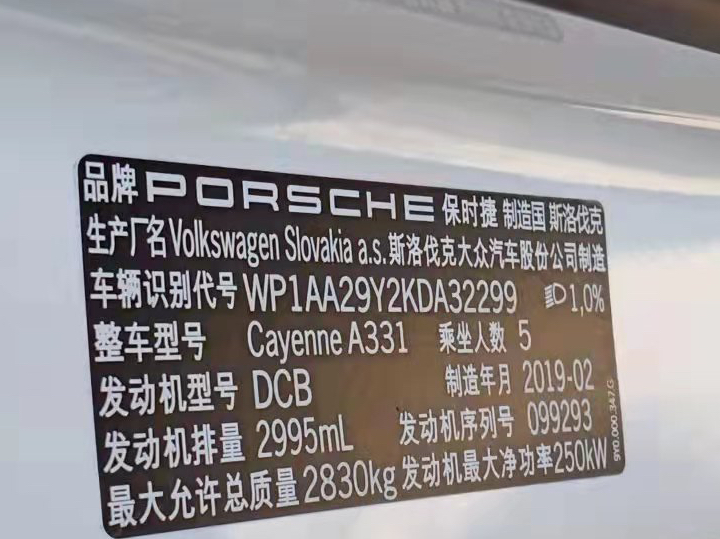 品牌 PORSCHE 保时捷 制造国 斯洛伐克
生产厂名 Volkswagen Slovakia a.s. 斯洛伐克大众汽车股份公司制造
车辆识别代号 WP1AA29Y2KDA32299 1,0%
整车型号 Cayenne A331 乘坐人数 5
发动机型号 DCB 制造年月 2019-02
发动机排量 2995mL 发动机序列号 099293
最大允许总质量 2830kg 发动机最大净功率 250kW
9Y0.000.347.G